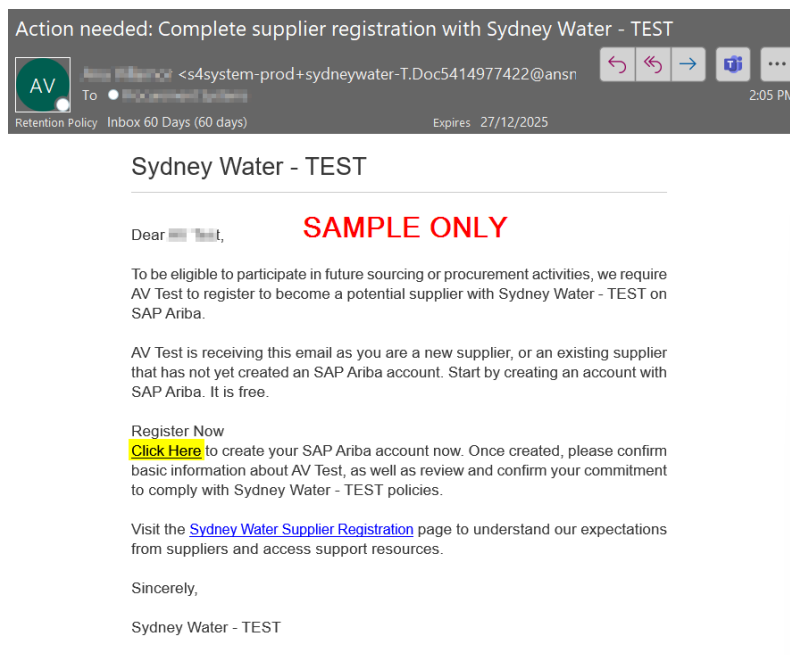 Action needed: Complete supplier registration with Sydney Water - TEST
AV
<s4system-prod+sydneywater-T.Doc5414977422@ansn
To
2:05 PM
Retention Policy Inbox 60 Days (60 days)
Expires 27/12/2025
Sydney Water - TEST
SAMPLE ONLY
Dear t,
To be eligible to participate in future sourcing or procurement activities, we require
AV Test to register to become a potential supplier with Sydney Water - TEST on
SAP Ariba.
AV Test is receiving this email as you are a new supplier, or an existing supplier
that has not yet created an SAP Ariba account. Start by creating an account with
SAP Ariba. It is free.
Register Now
Click Here to create your SAP Ariba account now. Once created, please confirm
basic information about AV Test, as well as review and confirm your commitment
to comply with Sydney Water - TEST policies.
Visit the Sydney Water Supplier Registration page to understand our expectations
from suppliers and access support resources.
Sincerely,
Sydney Water - TEST